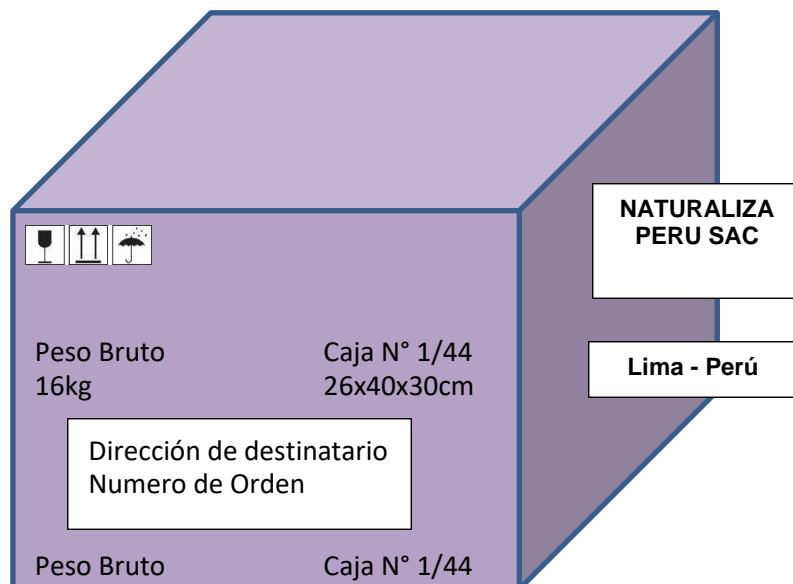 NATURALIZA
PERU SAC
Peso Bruto Caja N° 1/44
16kg 26x40x30cm
Lima - Perú
Dirección de destinatario
Numero de Orden
Peso Bruto Caja N° 1/44